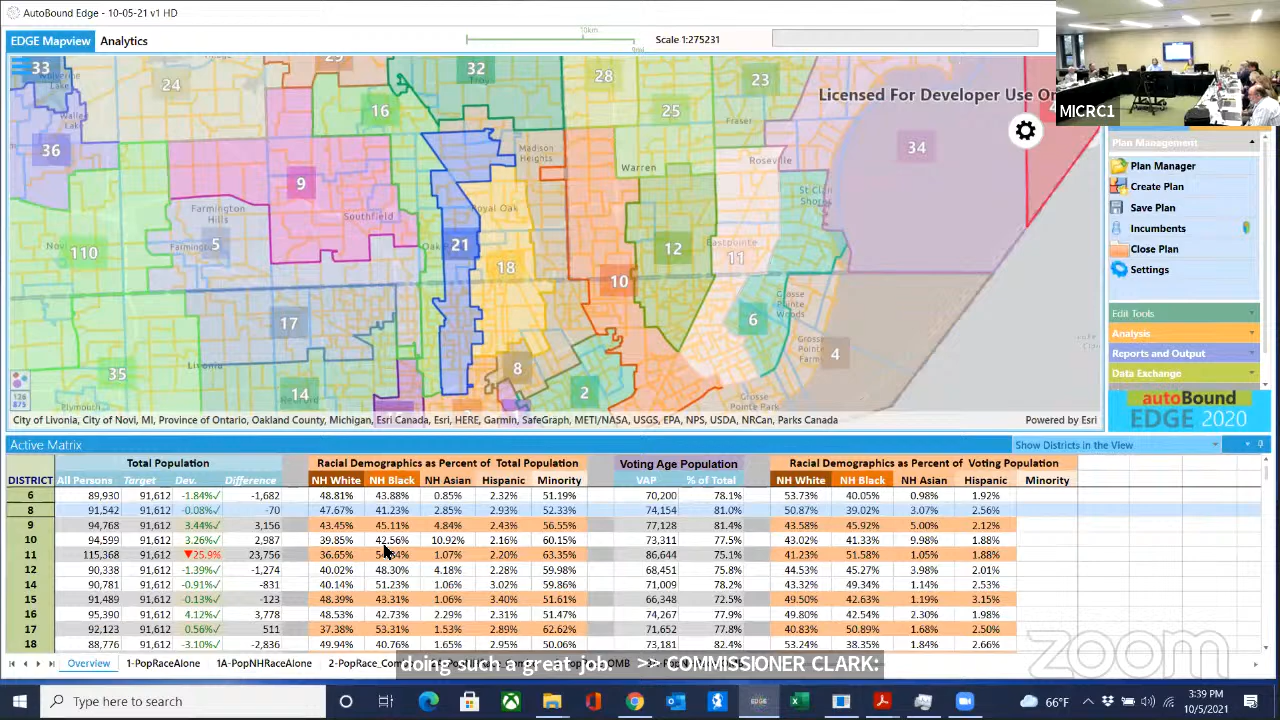 AutoBound Edge - 10-05-21 v1 HD
EDGE Mapview
Analytics
Scale 1:275231
MICRC1
Licensed For Developer Use On
33
24
32
28
23
16
25
36
9
34
110
5
21
18
12
11
10
17
6
35
14
8
2
4
Troy
Fraser
Madison Heights
Warren
Roseville
St Clair Shores
Farmington Hills
Southfield
Royal Oak
Eastpointe
Livonia
Grosse Pointe Woods
Grosse Pointe Park
Plymouth
City of Livonia, City of Novi, MI, Province of Ontario, Oakland County, Michigan, Esri Canada, Esri, HERE, Garmin, SafeGraph, METI/NASA, USGS, EPA, NPS, USDA, NRCan, Parks Canada
Powered by Esri
Plan Management
Plan Manager
Create Plan
Save Plan
Incumbents
Close Plan
Settings
Edit Tools
Analysis
Reports and Output
Data Exchange
autoBound
EDGE 2020
Active Matrix
Show Districts in the View
Total Population Racial Demographics as Percent of Total Population Voting Age Population Racial Demographics as Percent of Voting Population
DISTRICT All Persons Target Dev. Difference NH White NH Black NH Asian Hispanic Minority VAP % of Total NH White NH Black NH Asian Hispanic Minority
6 89,930 91,612 -1.84%✓ -1,682 48.81% 43.88% 0.85% 2.32% 51.19% 70,200 78.1% 53.73% 40.05% 0.98% 1.92%
8 91,542 91,612 -0.08%✓ -70 47.67% 41.23% 2.85% 2.93% 52.33% 74,154 81.0% 50.87% 39.02% 3.07% 2.56%
9 94,768 91,612 3.44%✓ 3,156 43.45% 45.11% 4.84% 2.43% 56.55% 77,128 81.4% 43.58% 45.92% 5.00% 2.12%
10 94,599 91,612 3.26%✓ 2,987 39.85% 42.56% 10.92% 2.16% 60.15% 73,311 77.5% 43.02% 41.33% 9.98% 1.88%
11 115,368 91,612 ▼25.9% 23,756 36.65% 1.07% 2.20% 63.35% 86,644 75.1% 41.23% 51.58% 1.05% 1.88%
12 90,338 91,612 -1.39%✓ -1,274 40.02% 48.30% 4.18% 2.28% 59.98% 68,451 75.8% 44.53% 45.27% 3.98% 2.01%
14 90,781 91,612 -0.91%✓ -831 40.14% 51.23% 1.06% 3.02% 59.86% 71,009 78.2% 43.32% 49.34% 1.14% 2.53%
15 91,489 91,612 -0.13%✓ -123 48.39% 43.31% 1.06% 3.40% 51.61% 66,348 72.5% 49.50% 42.63% 1.19% 3.15%
16 95,390 91,612 4.12%✓ 3,778 48.53% 42.73% 2.29% 2.31% 51.47% 74,267 77.9% 49.80% 42.54% 2.30% 1.98%
17 92,123 91,612 0.56%✓ 511 37.38% 53.31% 1.53% 2.89% 62.62% 71,652 77.8% 40.83% 50.89% 1.68% 2.50%
18 88,776 91,612 -3.10%✓ -2,836 49.94% 40.76% 1.65% 2.84% 50.06% 73,181 82.4% 53.24% 38.35% 1.84% 2.66%
Overview
1-PopRaceAlone
1A-PopNHRaceAlone
doing such a great job. >> COMMISSIONER CLARK:
zoom
Type here to search
EDGE
66°F
3:39 PM
10/5/2021